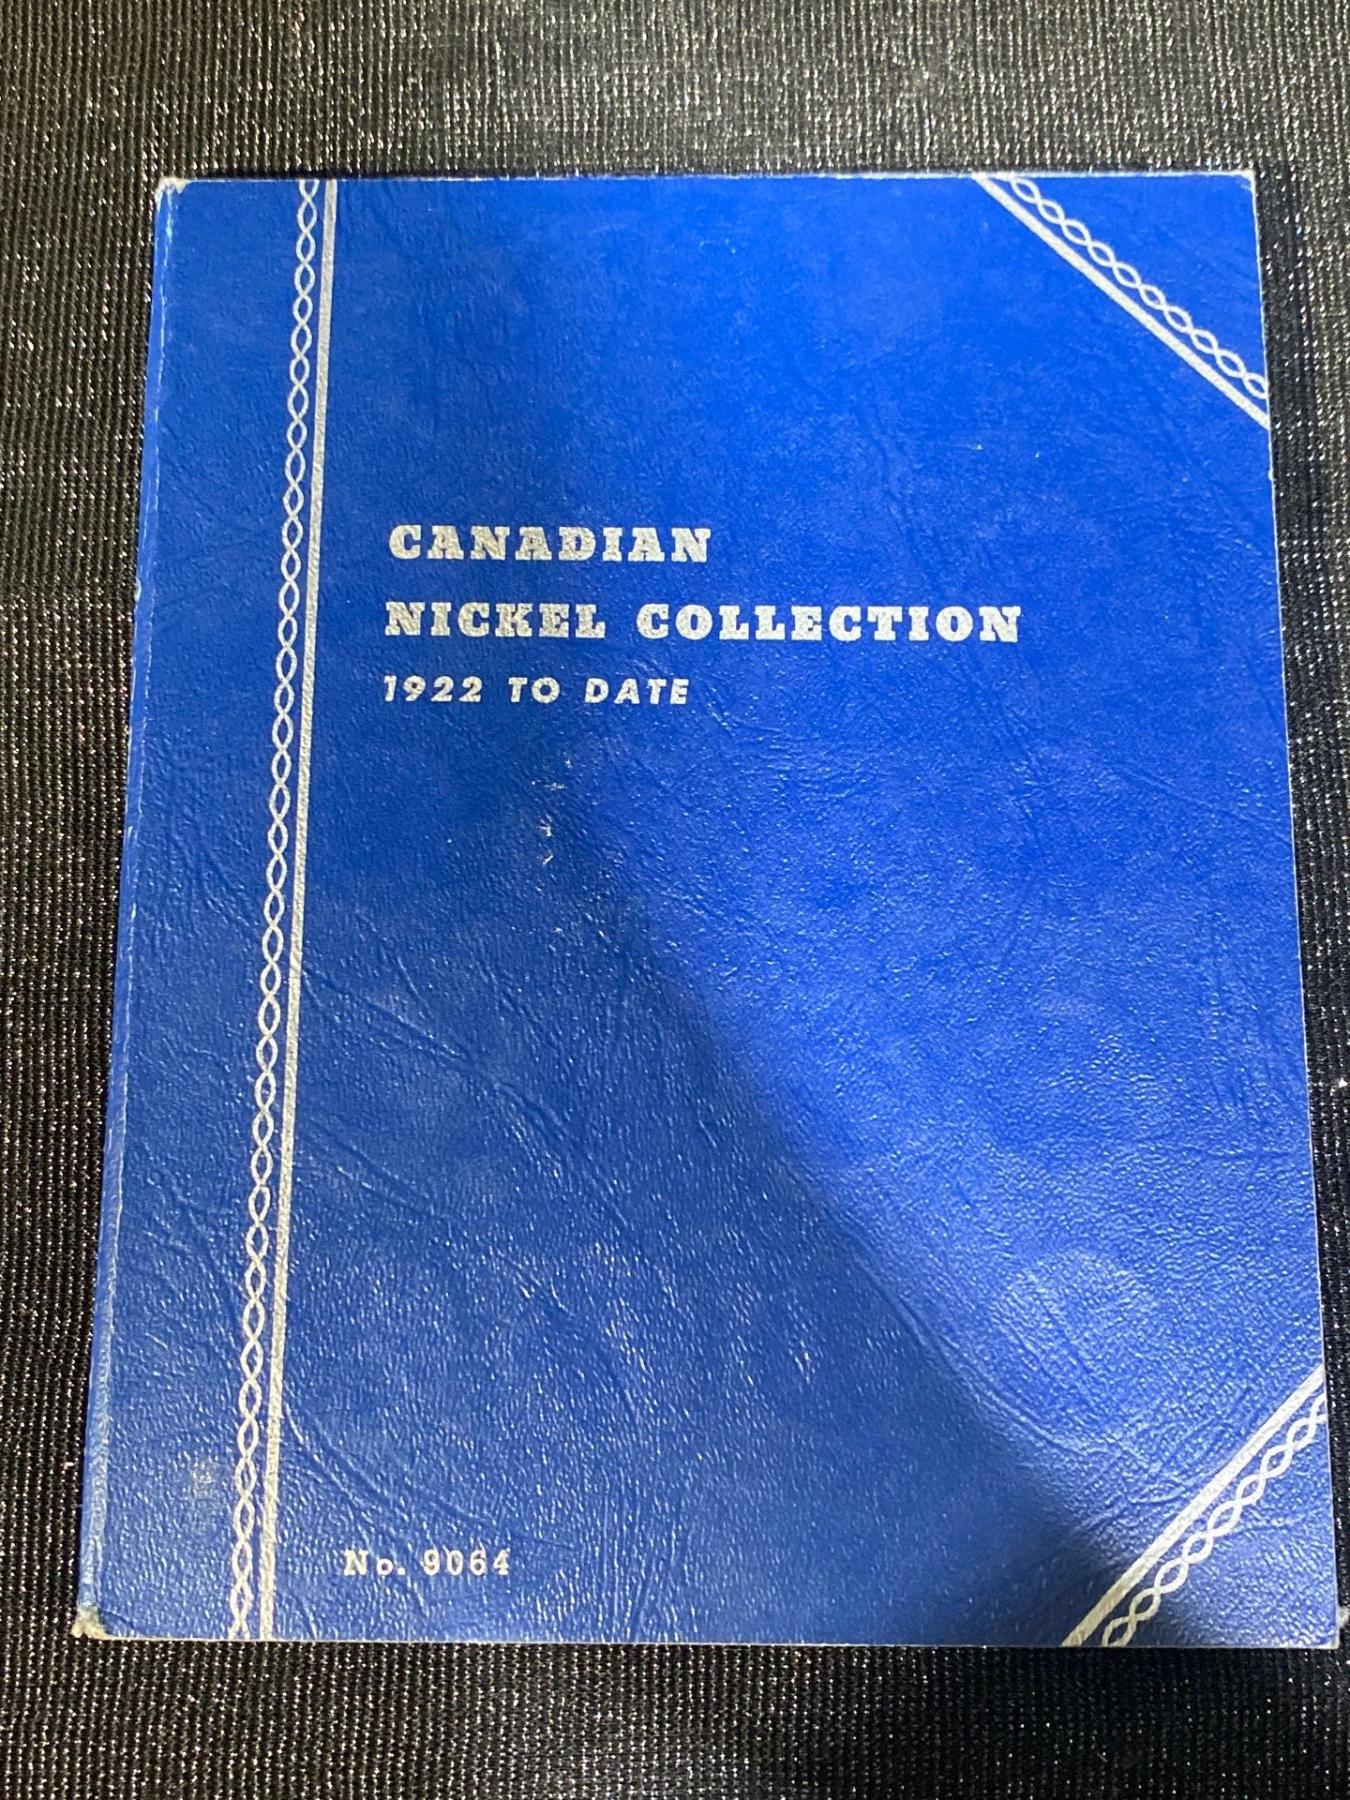 CANADIAN
NICKEL COLLECTION
1922 TO DATE
No. 9064